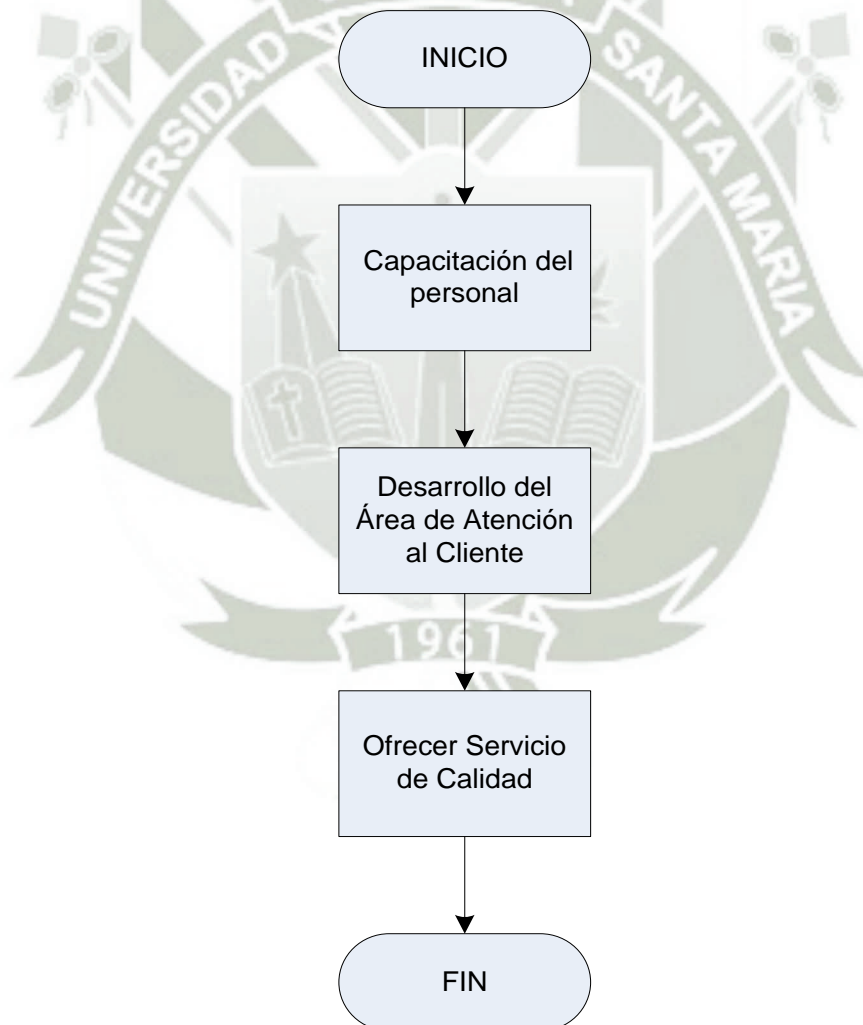 INICIO
UNIVERSIDAD
SANTA MARIA
Capacitación del
personal
Desarrollo del
Área de Atención
al Cliente
1961
Ofrecer Servicio
de Calidad
FIN